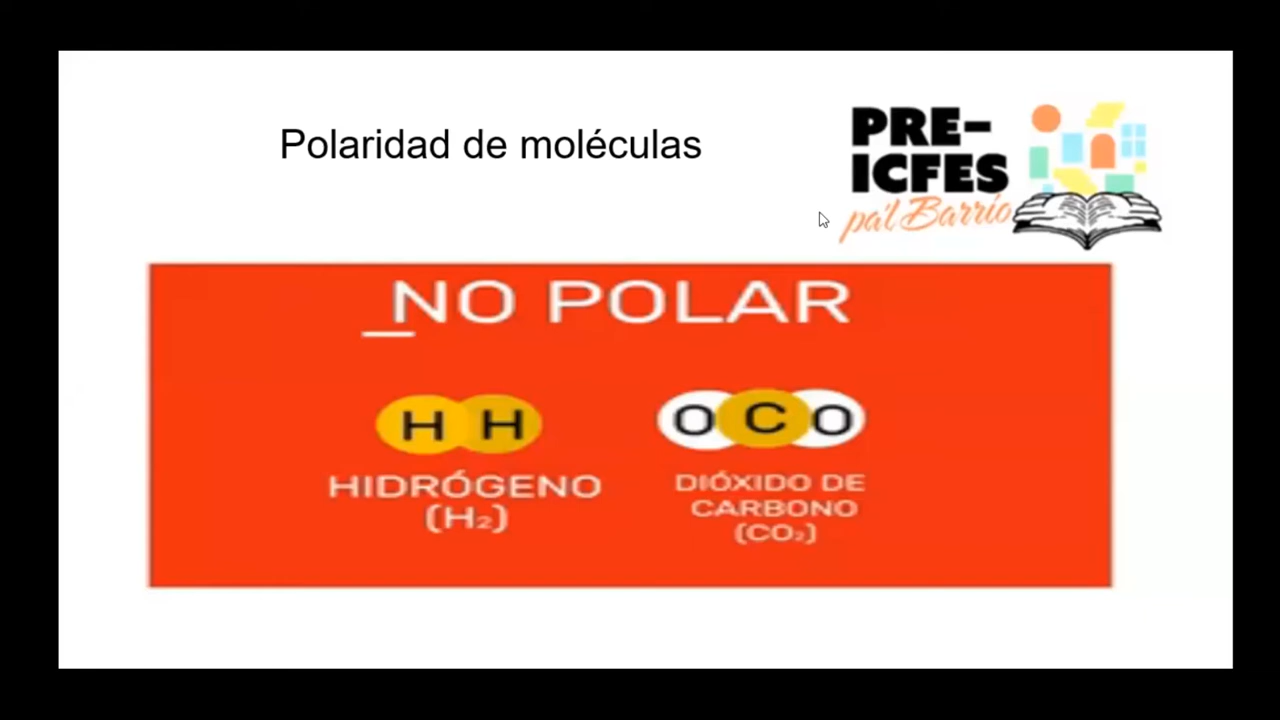 Polaridad de moléculas
PRE-
ICFES
pa'l Barrio
_NO POLAR
H H
O C O
HIDRÓGENO
(H₂)
DIÓXIDO DE
CARBONO
(CO₂)